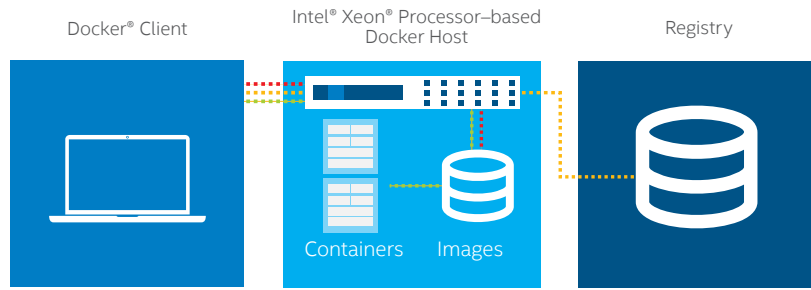 Docker® Client
Intel® Xeon® Processor–based
Docker Host
Registry
Containers
Images